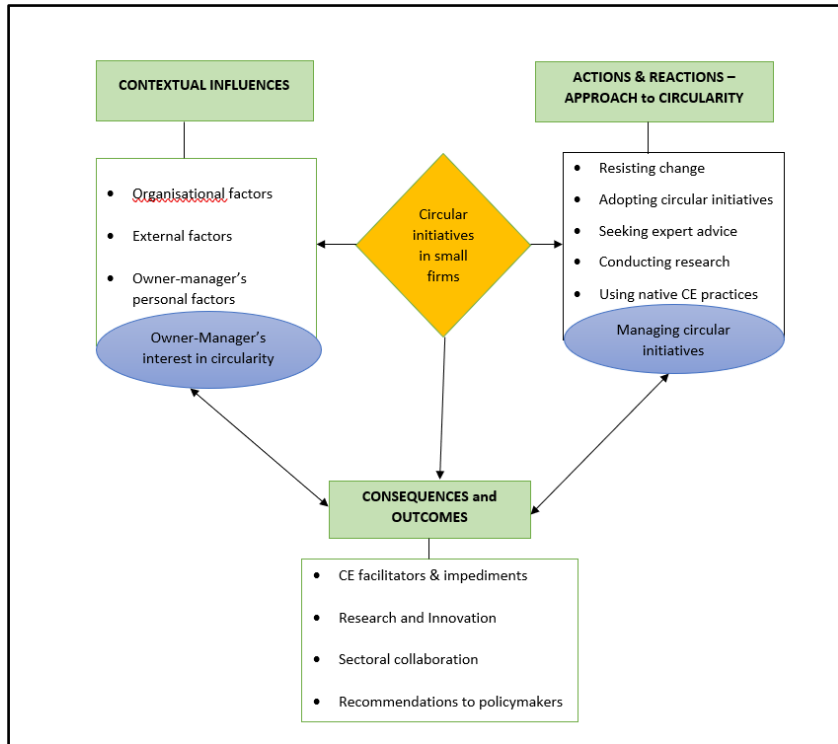 CONTEXTUAL INFLUENCES
• Organisational factors
• External factors
• Owner-manager's
personal factors
Owner-Manager's
interest in circularity
Circular
initiatives
in small
firms
ACTIONS & REACTIONS –
APPROACH to CIRCULARITY
• Resisting change
• Adopting circular initiatives
• Seeking expert advice
• Conducting research
• Using native CE practices
Managing circular
initiatives
CONSEQUENCES and
OUTCOMES
• CE facilitators & impediments
• Research and Innovation
• Sectoral collaboration
• Recommendations to policymakers